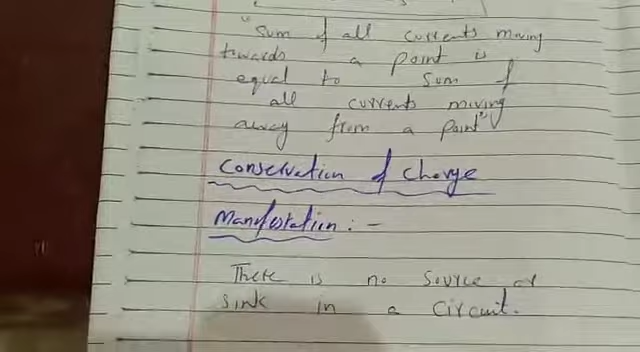 "Sum of all currents moving
towards a point is
equal to sum of
all currents moving
away from a point"
Conservation of Charge
Manifestation : -
There is no source or
sink in a circuit.